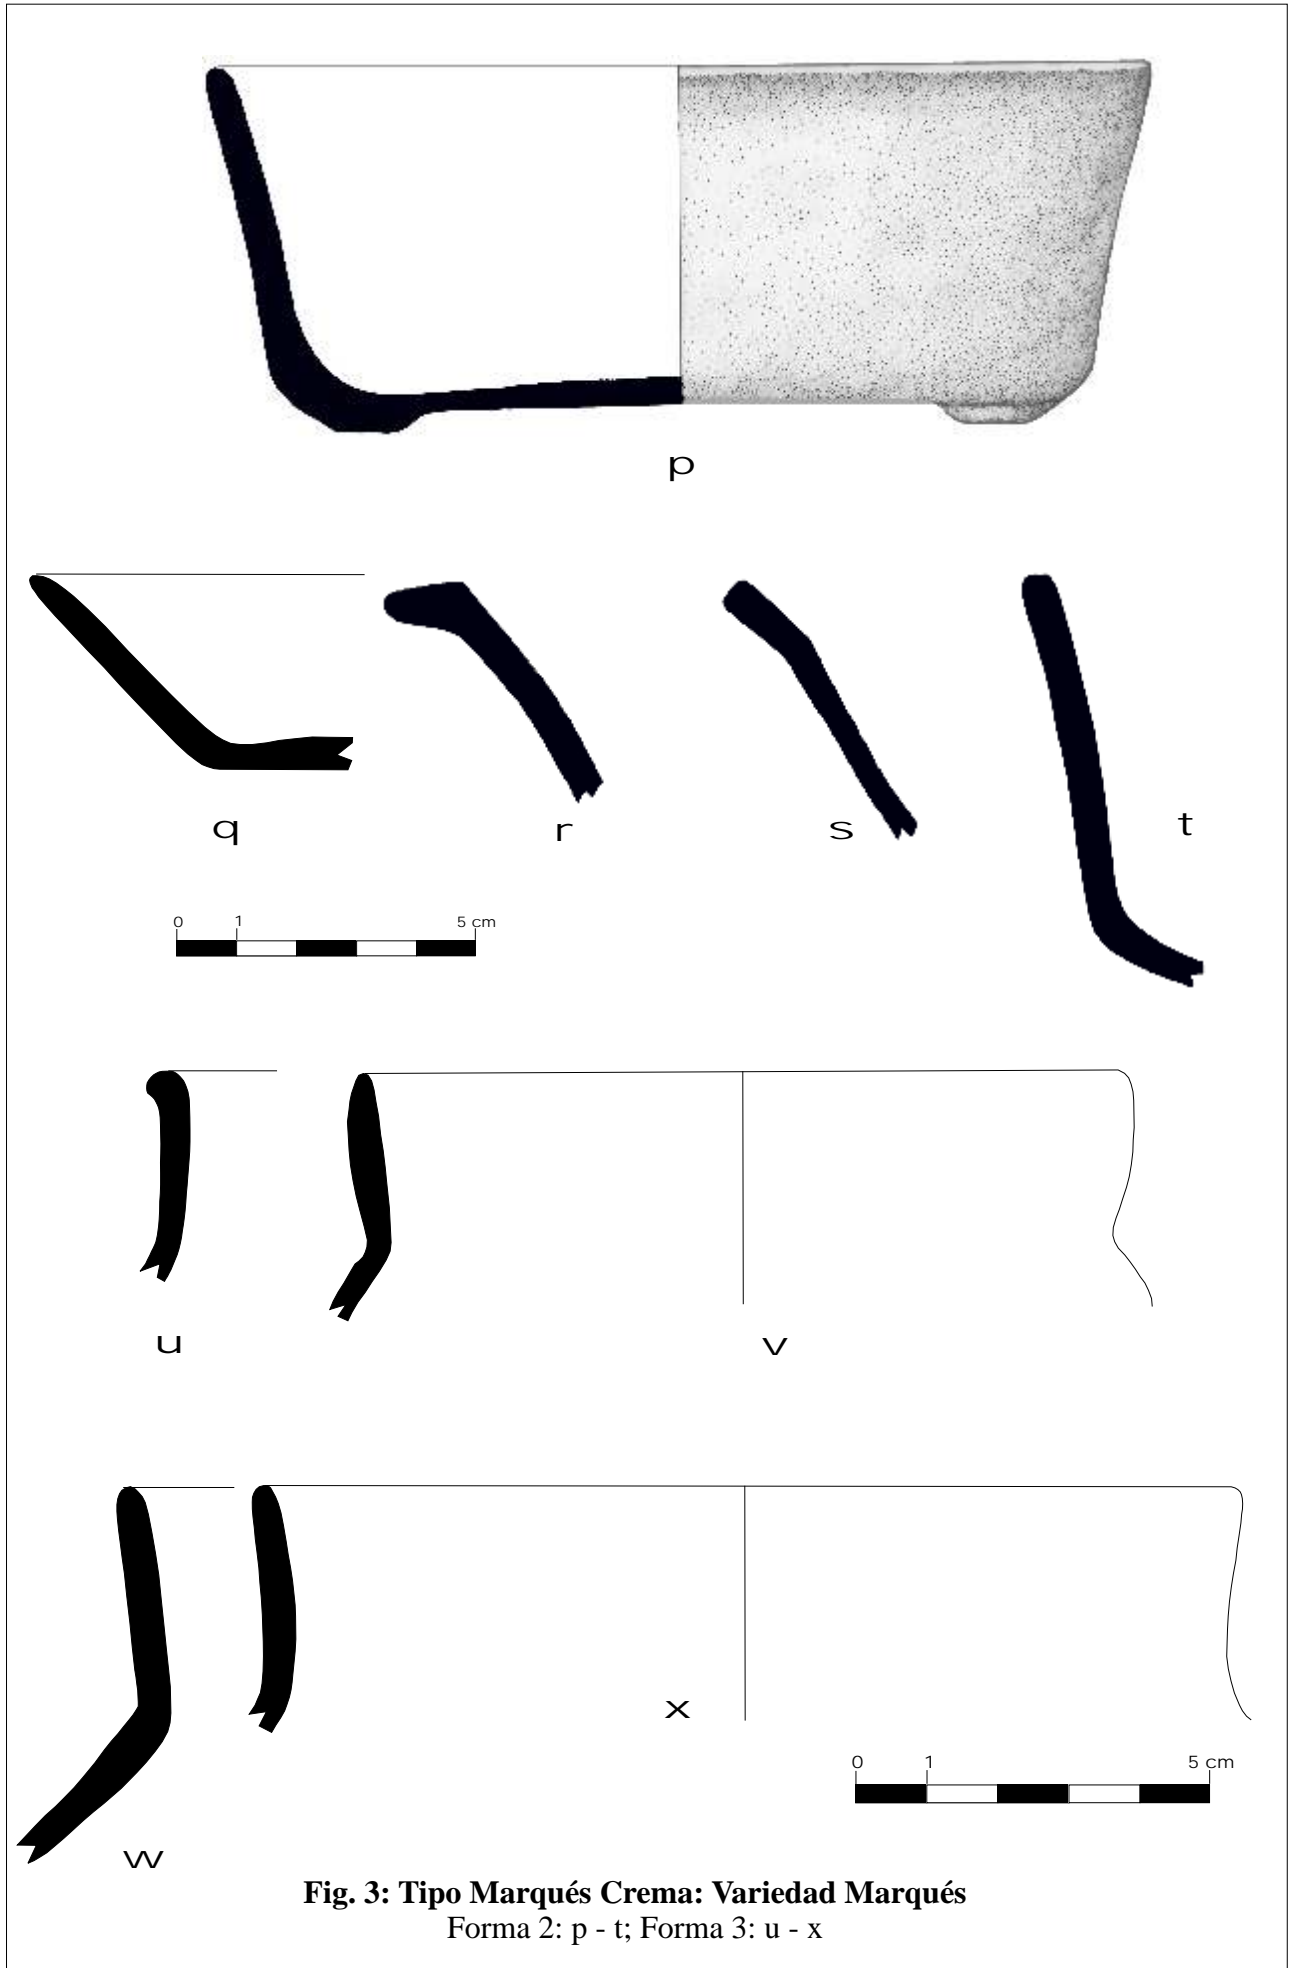 p
q
r
s
t
0 1 5 cm
u
v
x
0 1 5 cm
w
Fig. 3: Tipo Marqués Crema: Variedad Marqués
Forma 2: p - t; Forma 3: u - x